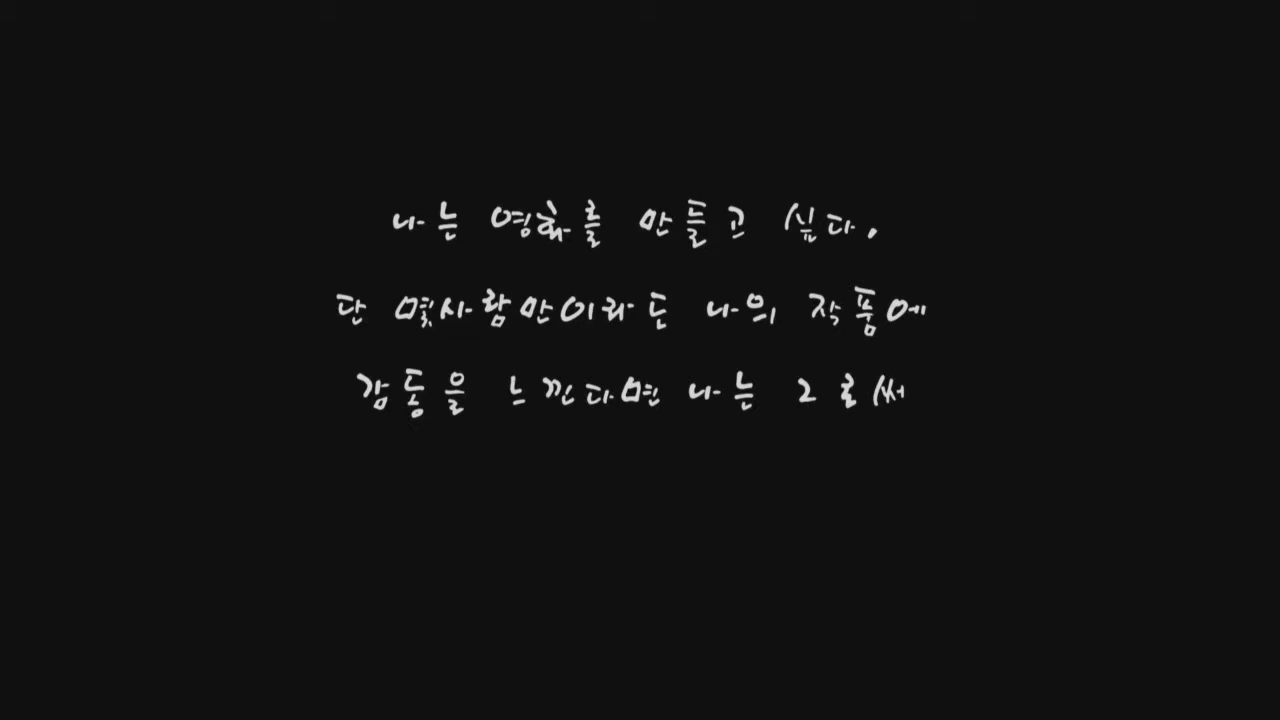 나는 영화를 만들고 싶다.
단 몇사람만이라도 나의 작품에
감동을 느낀다면 나는 그로써